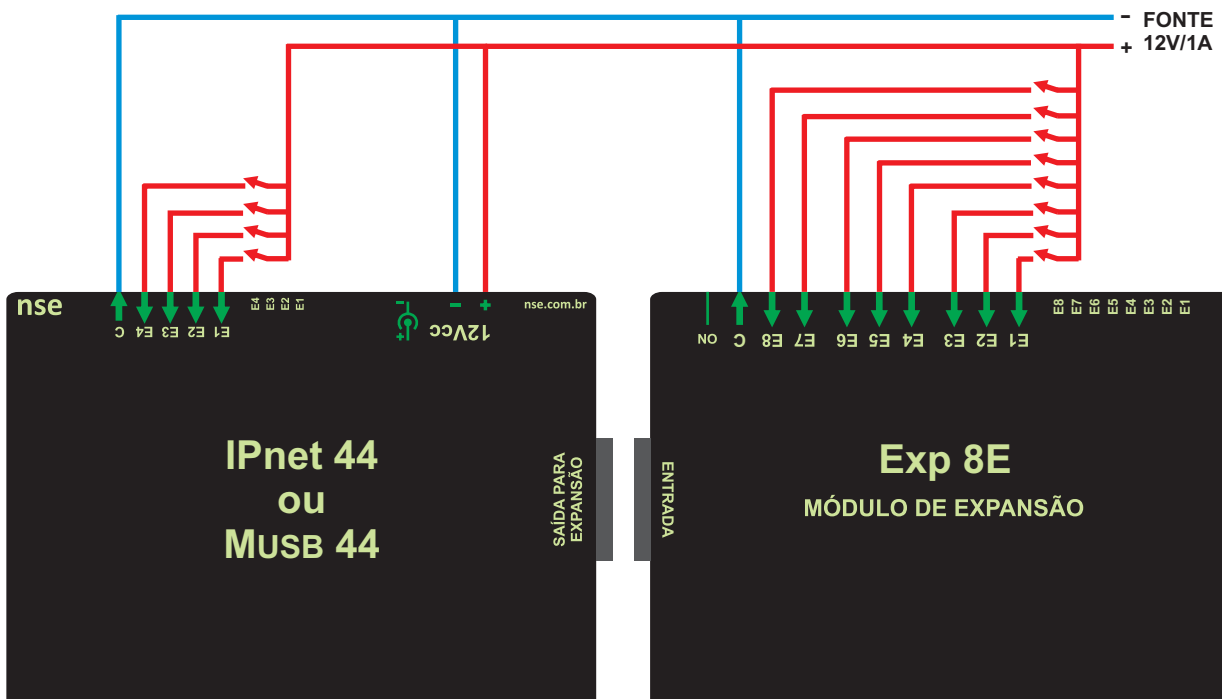 - FONTE
+ 12V/1A
nse
C E4 E3 E2 E1
E4 E3 E2 E1
- +
12Vcc
- +
nse.com.br
IPnet 44
ou
MUSB 44
SAÍDA PARA
EXPANSÃO
ON C E8 E7 E6 E5 E4 E3 E2 E1
E8 E7 E6 E5 E4 E3 E2 E1
ENTRADA
Exp 8E
MÓDULO DE EXPANSÃO